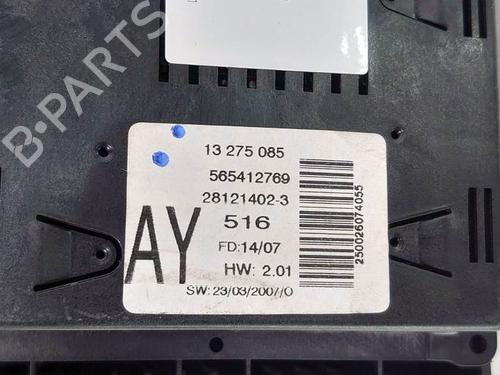 B-PARTS
13 275 085
565412769
28121402-3
516
AY
FD:14/07
HW: 2.01
SW: 23/03/2007/O
250026074055